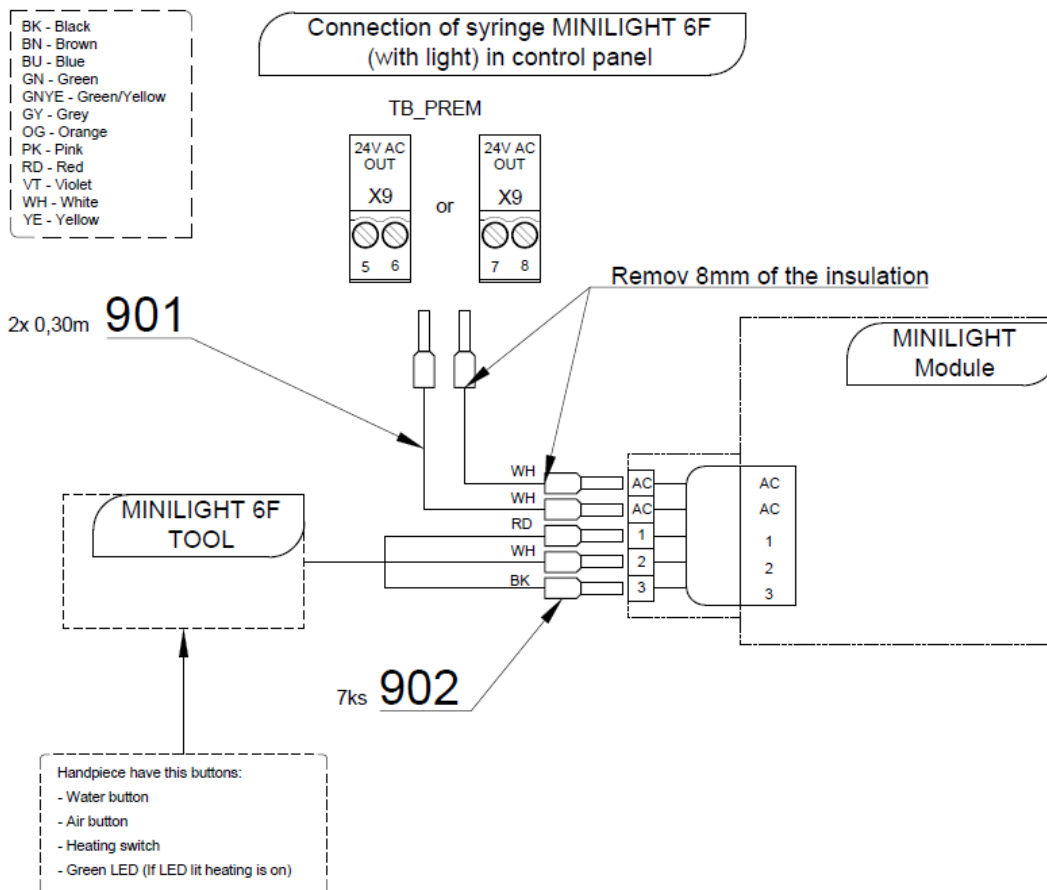 BK - Black
BN - Brown
BU - Blue
GN - Green
GNYE - Green/Yellow
GY - Grey
OG - Orange
PK - Pink
RD - Red
VT - Violet
WH - White
YE - Yellow
Connection of syringe MINILIGHT 6F
(with light) in control panel
TB_PREM
24V AC
OUT
X9
5 6
or
24V AC
OUT
X9
7 8
Remov 8mm of the insulation
2x 0,30m 901
MINILIGHT
Module
MINILIGHT 6F
TOOL
WH AC AC
WH AC AC
RD 1 1
WH 2 2
BK 3 3
7ks 902
Handpiece have this buttons:
- Water button
- Air button
- Heating switch
- Green LED (If LED lit heating is on)